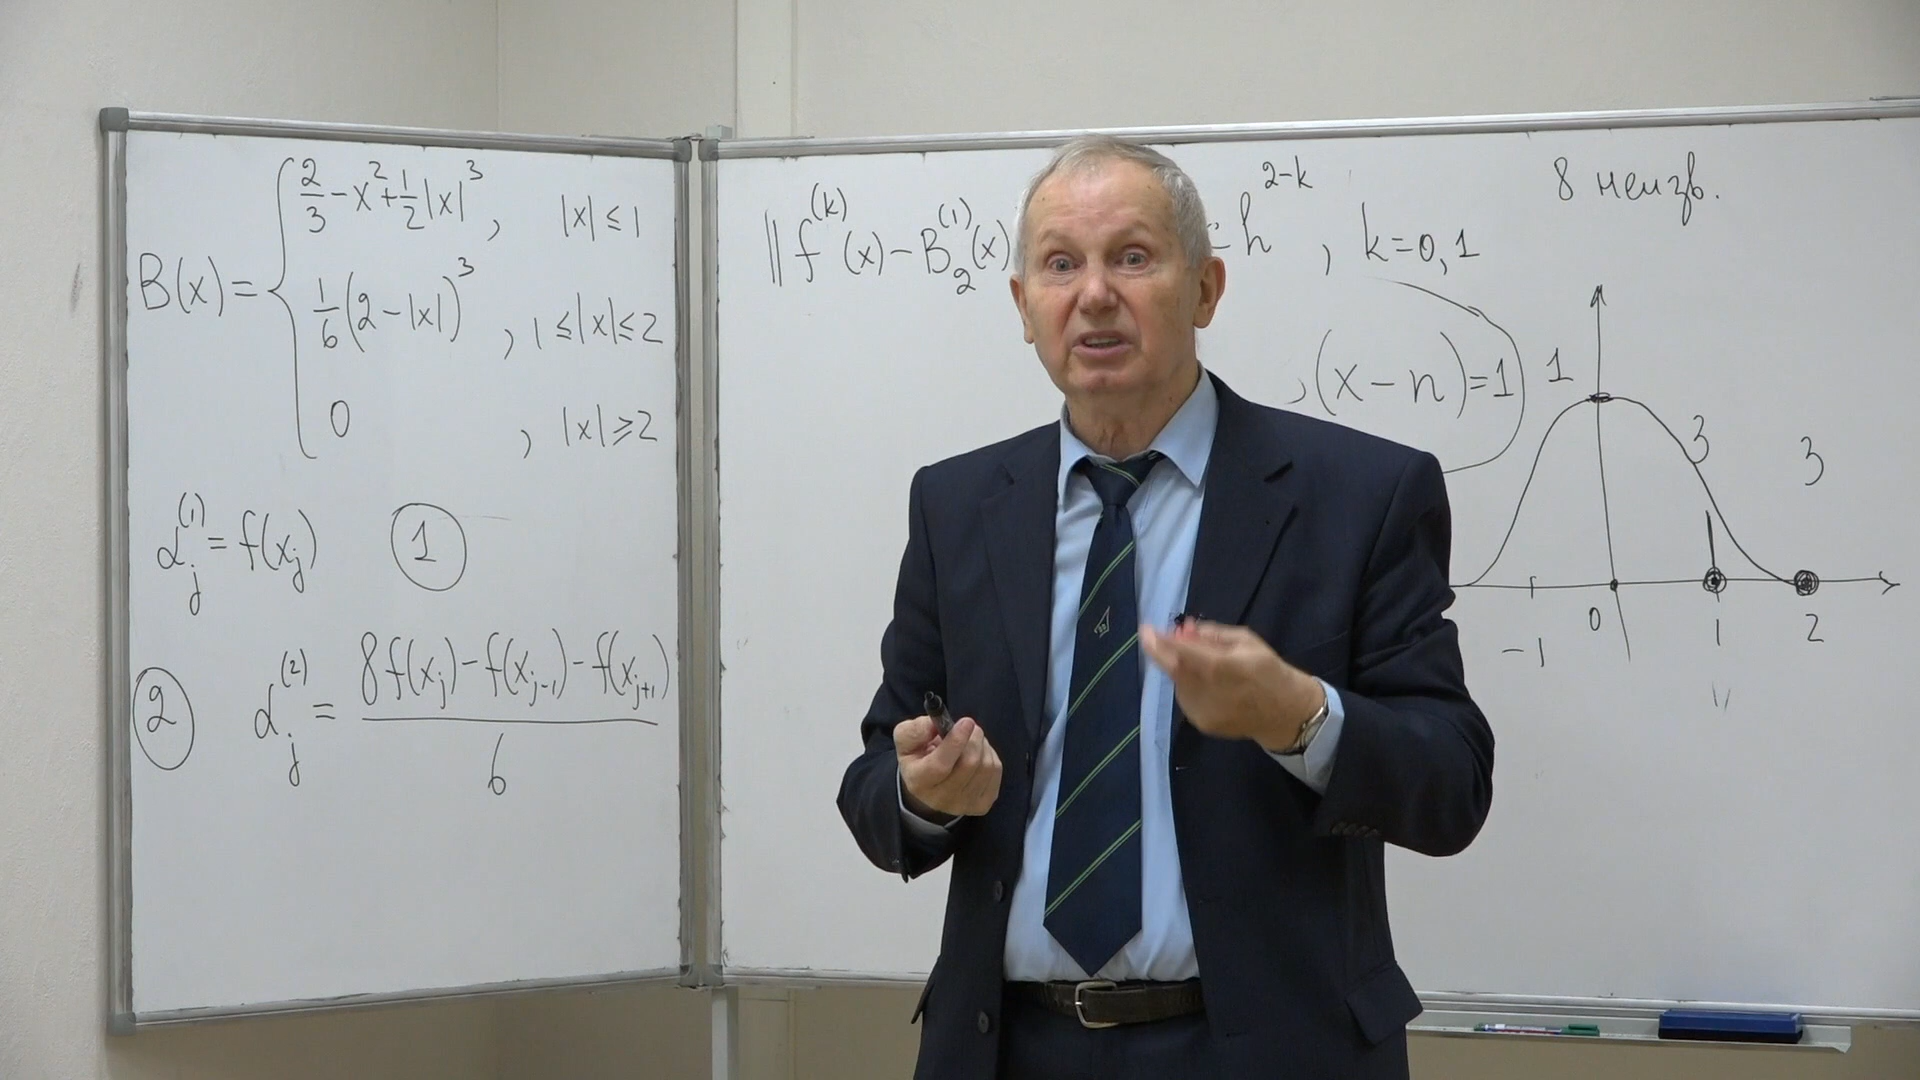 B(x) = { 2/3 - x² + 1/2 |x|³ , |x| ≤ 1
1/6 (2 - |x|)³ , 1 ≤ |x| ≤ 2
0 , |x| ⩾ 2
α_j^(1) = f(x_j) ①
② α_j^(2) = (8f(x_j) - f(x_{j-1}) - f(x_{j+1})) / 6
|| f^(k)(x) - B_2^(1)(x)
h^{2-k} , k=0,1
, (x - n) = 1
8 неизв.
1
3 3
-1 0 1 2